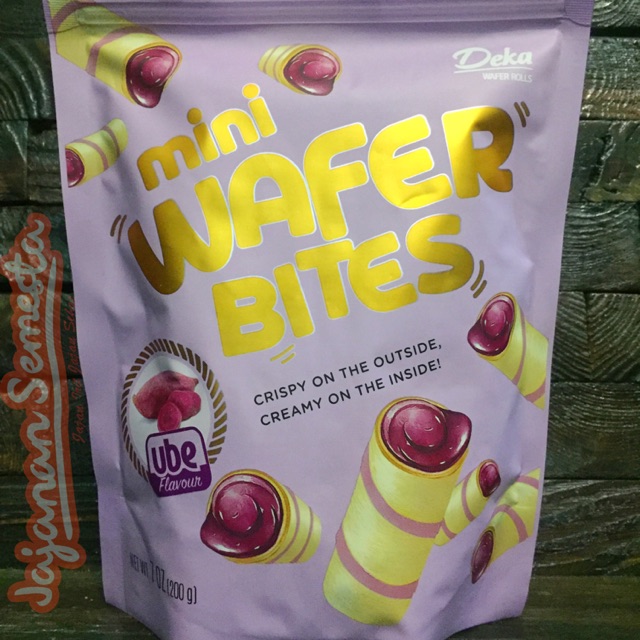 Deka
WAFER ROLLS
mini
WAFER
BITES
CRISPY ON THE OUTSIDE,
CREAMY ON THE INSIDE!
ube
Flavour
NET WT. 7 OZ. (200 g)
Jajanan Semesta